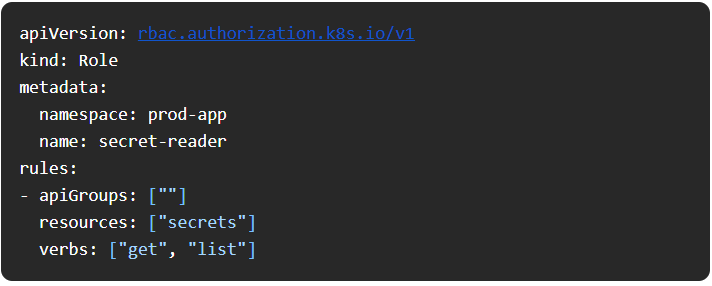 apiVersion: rbac.authorization.k8s.io/v1
kind: Role
metadata:
  namespace: prod-app
  name: secret-reader
rules:
- apiGroups: [""]
  resources: ["secrets"]
  verbs: ["get", "list"]